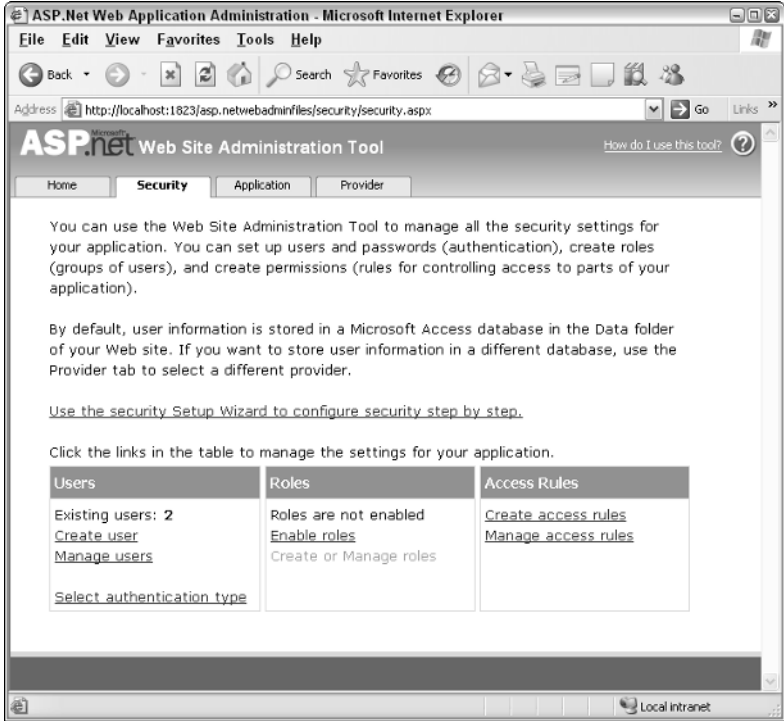 ASP.Net Web Application Administration - Microsoft Internet Explorer
File Edit View Favorites Tools Help
Back Search Favorites
Address http://localhost:1823/asp.netwebadminfiles/security/security.aspx Go Links »
Microsoft
ASP.net Web Site Administration Tool How do I use this tool? ?
Home Security Application Provider
You can use the Web Site Administration Tool to manage all the security settings for
your application. You can set up users and passwords (authentication), create roles
(groups of users), and create permissions (rules for controlling access to parts of your
application).
By default, user information is stored in a Microsoft Access database in the Data folder
of your Web site. If you want to store user information in a different database, use the
Provider tab to select a different provider.
Use the security Setup Wizard to configure security step by step.
Click the links in the table to manage the settings for your application.
Users Roles Access Rules
Existing users: 2 Roles are not enabled Create access rules
Create user Enable roles Manage access rules
Manage users Create or Manage roles
Select authentication type
Local intranet